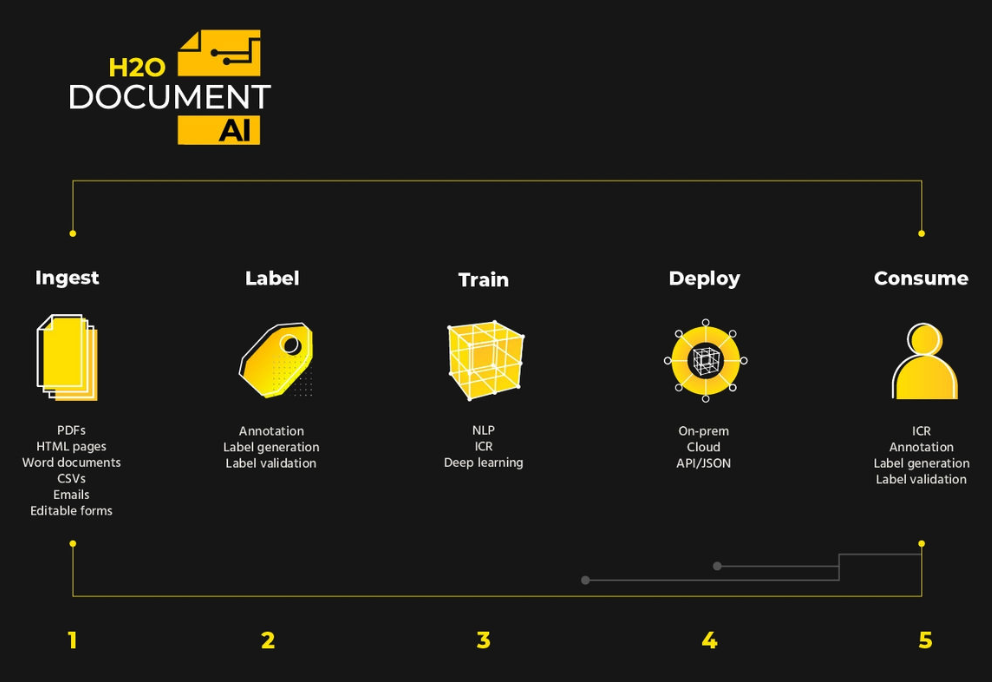 H2O
DOCUMENT
AI
Ingest
PDFs
HTML pages
Word documents
CSVs
Emails
Editable forms
1
Label
Annotation
Label generation
Label validation
2
Train
NLP
ICR
Deep learning
3
Deploy
On-prem
Cloud
API/JSON
4
Consume
ICR
Annotation
Label generation
Label validation
5